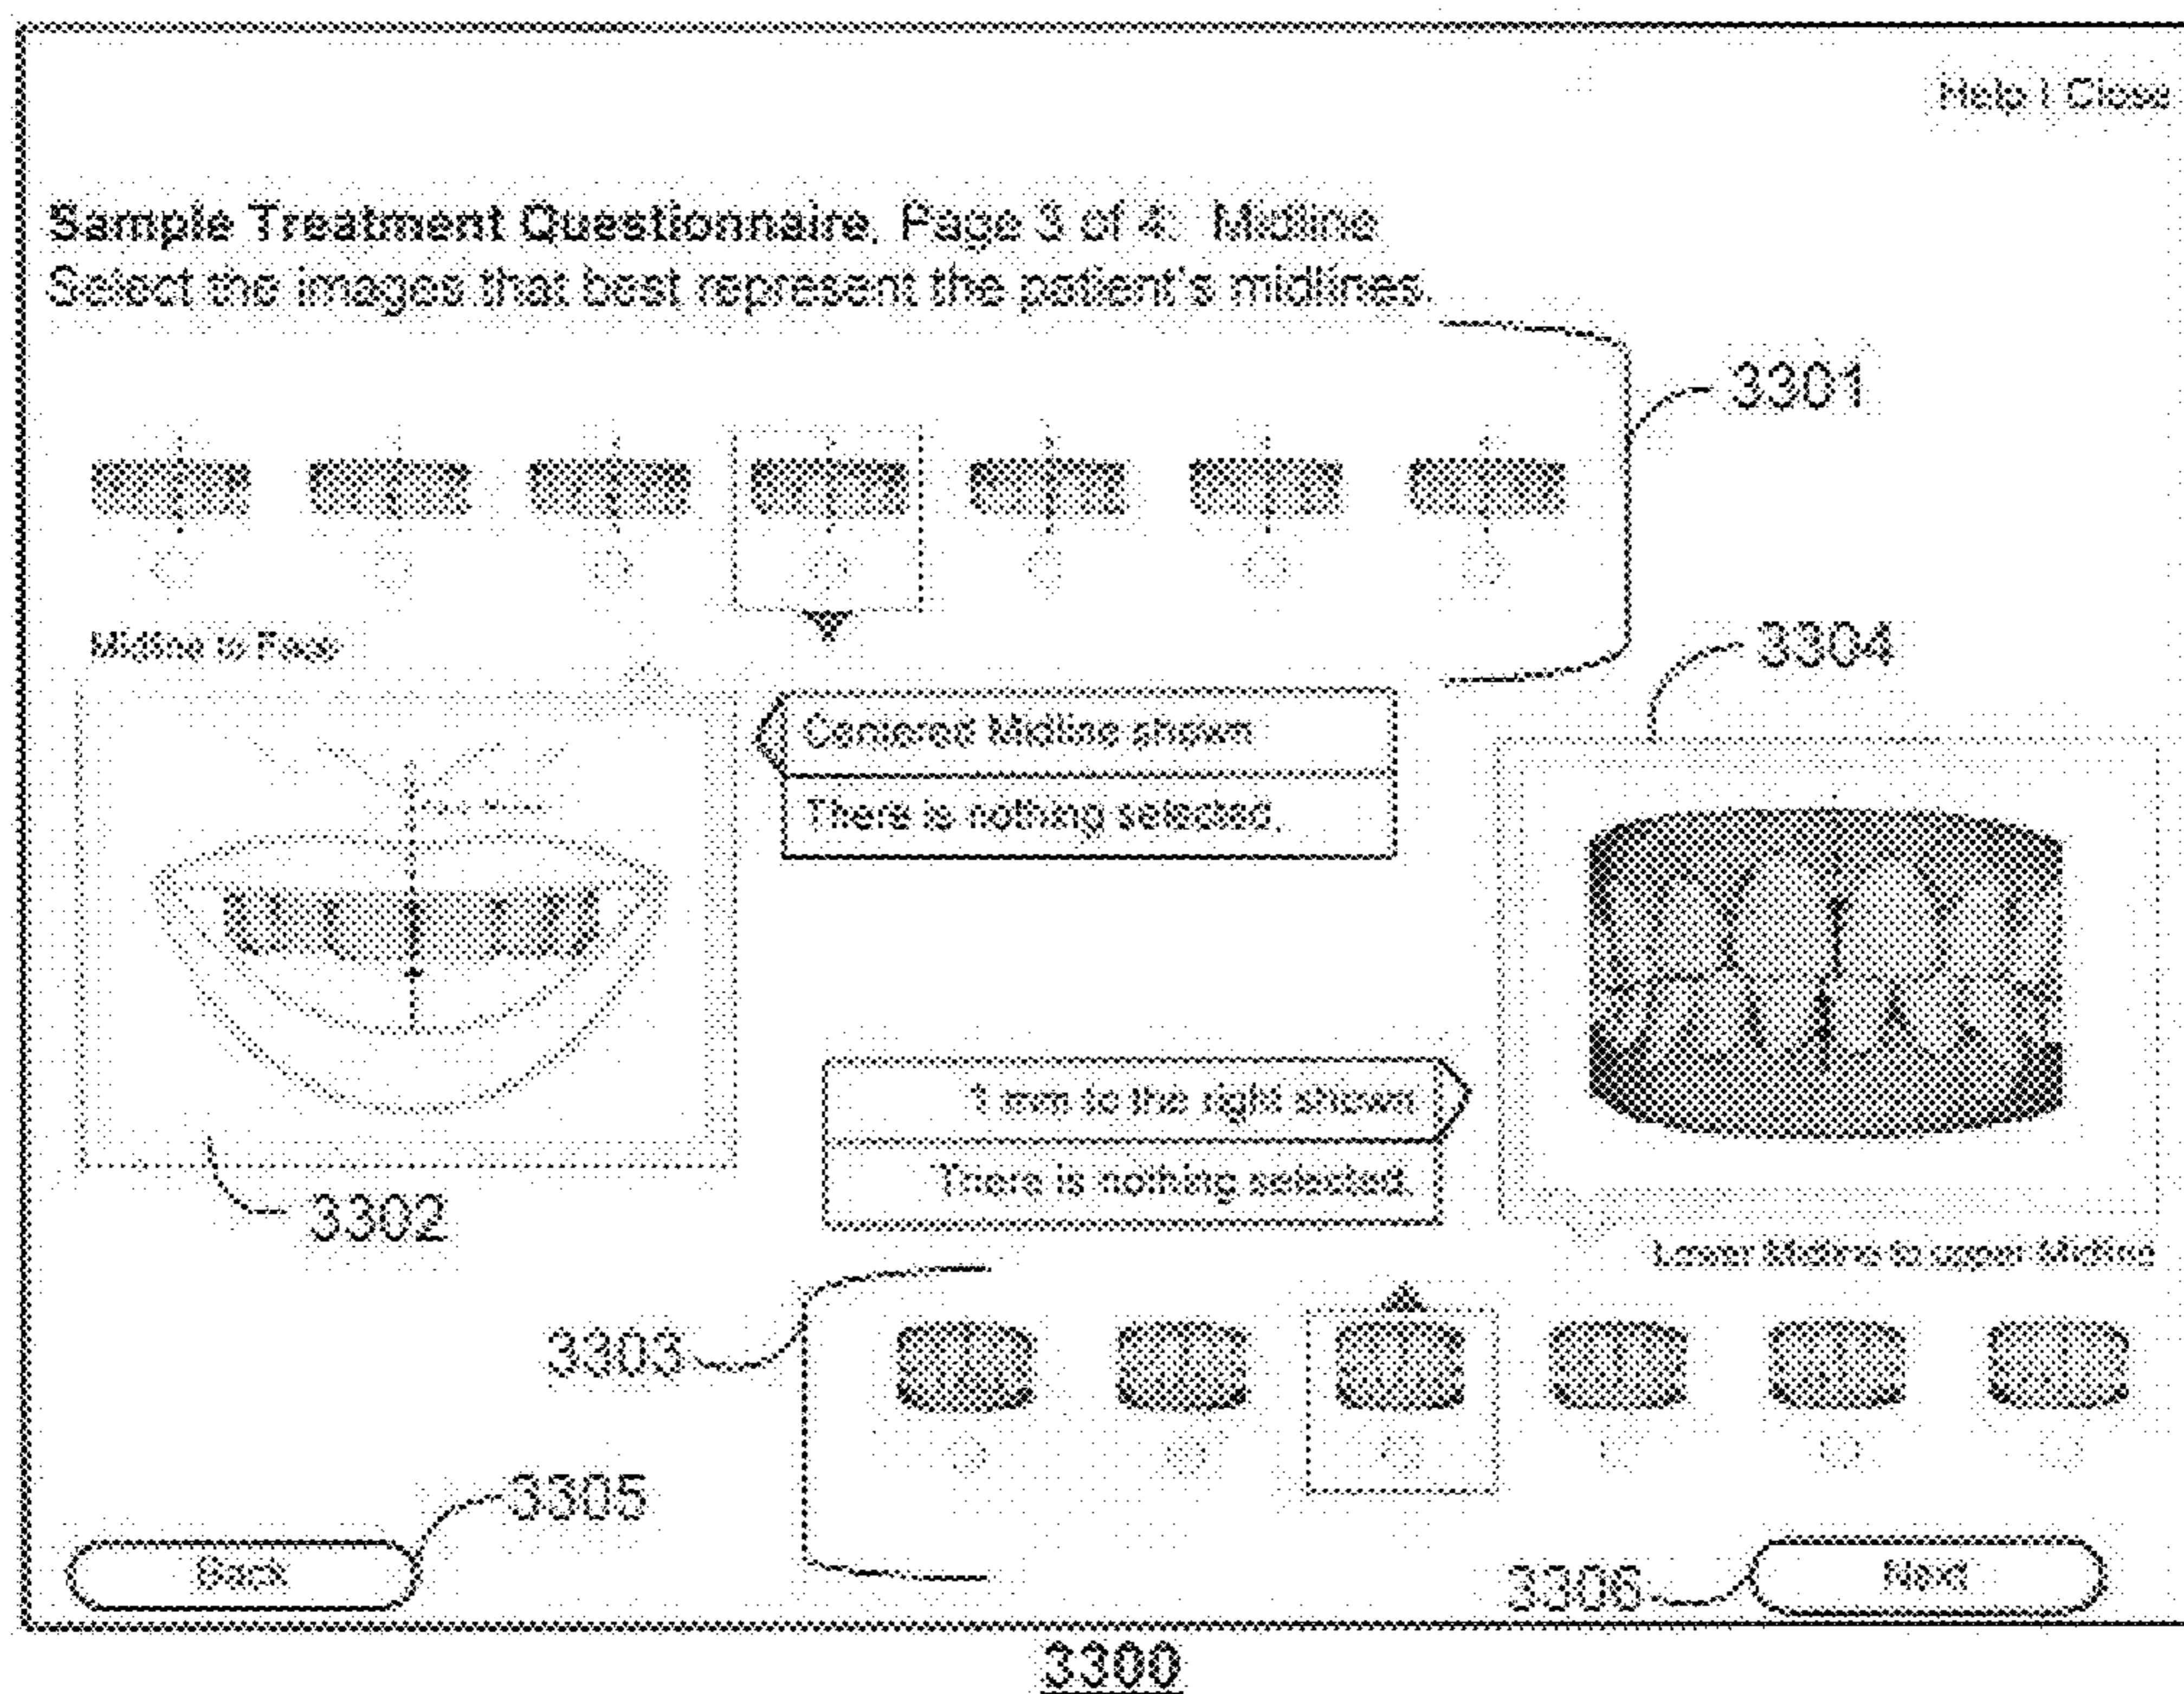 Help | Close
Sample Treatment Questionnaire, Page 3 of 4: Midline
Select the images that best represent the patient's midlines.
3301
Midline to Face
3304
Centered Midline shown
There is nothing selected.
1 mm to the right shown
There is nothing selected.
3302
Lower Midline to upper Midline
3303
3305
Back
3306
Next
3300